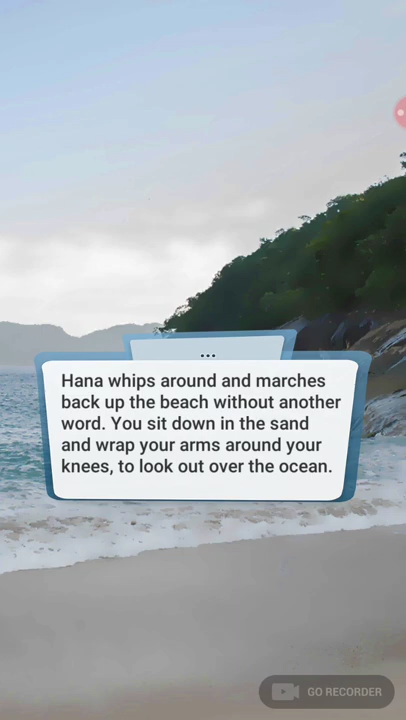 ...
Hana whips around and marches
back up the beach without another
word. You sit down in the sand
and wrap your arms around your
knees, to look out over the ocean.
GO RECORDER